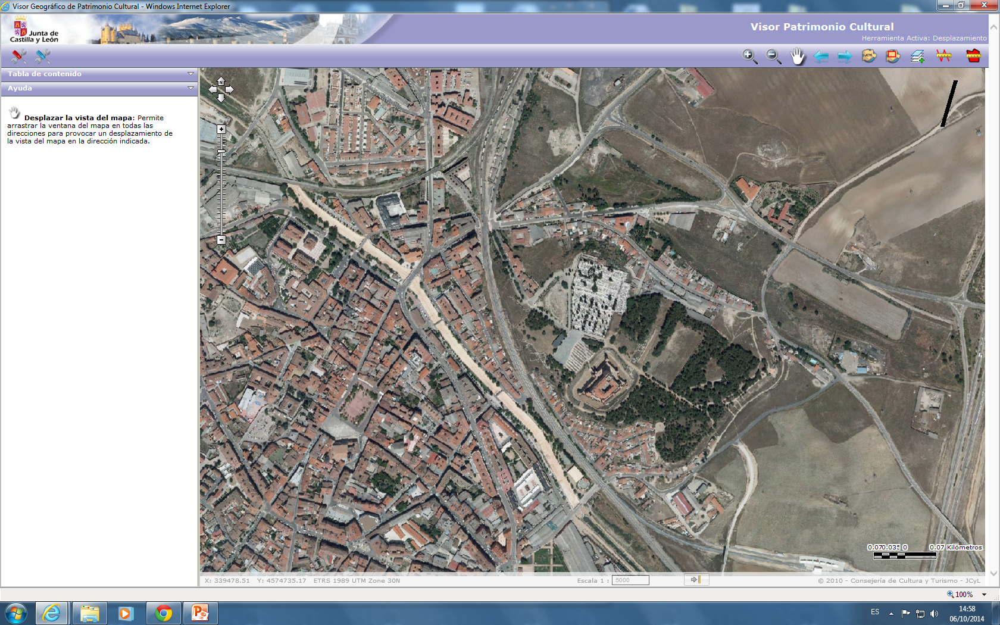 Visor Geográfico de Patrimonio Cultural - Windows Internet Explorer
Junta de
Castilla y León
Visor Patrimonio Cultural
Herramienta Activa: Desplazamiento
JCYL
Tabla de contenido
Ayuda
Desplazar la vista del mapa: Permite
arrastrar la ventana del mapa en todas las
direcciones para provocar un desplazamiento de
la vista del mapa en la dirección indicada.
N
0.07 0.035 0 0.07 Kilómetros
X: 339478.51 Y: 4574735.17 ETRS 1989 UTM Zone 30N
Escala 1 : 5000
© 2010 - Consejería de Cultura y Turismo - JCyL
100%
ES
14:58
06/10/2014